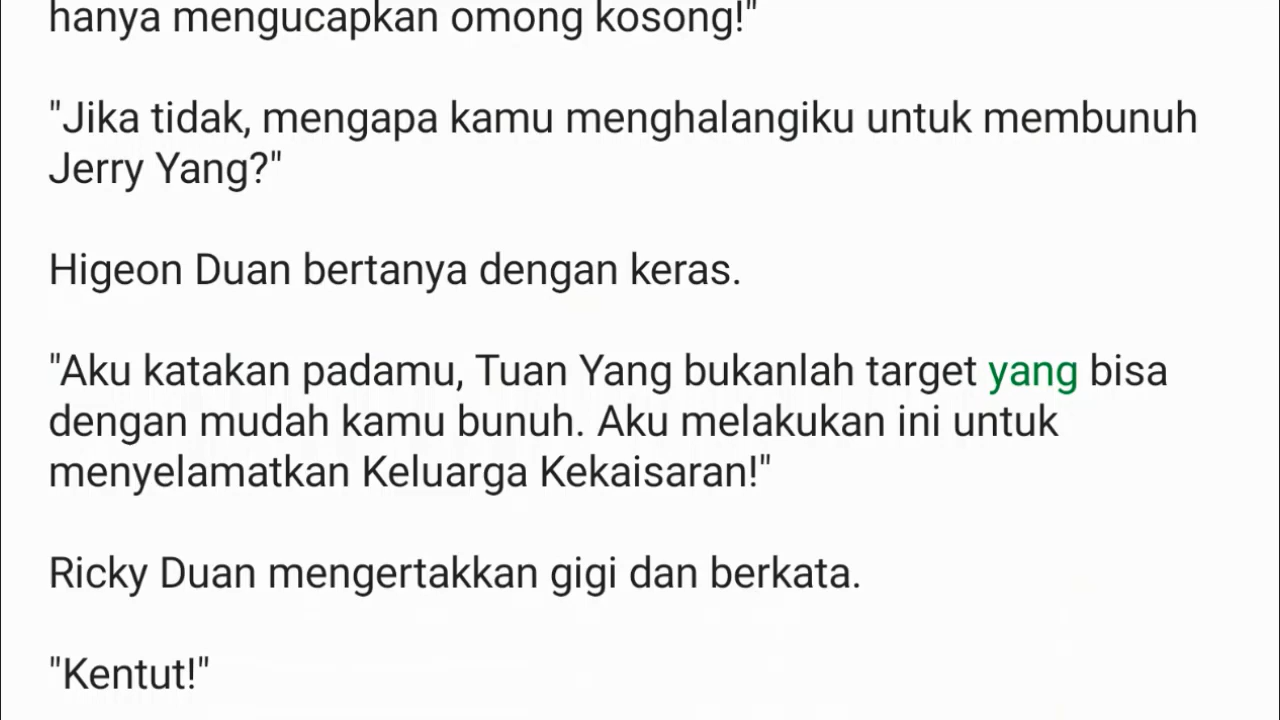 hanya mengucapkan omong kosong!"
"Jika tidak, mengapa kamu menghalangiku untuk membunuh
Jerry Yang?"
Higeon Duan bertanya dengan keras.
"Aku katakan padamu, Tuan Yang bukanlah target yang bisa
dengan mudah kamu bunuh. Aku melakukan ini untuk
menyelamatkan Keluarga Kekaisaran!"
Ricky Duan mengertakkan gigi dan berkata.
"Kentut!"